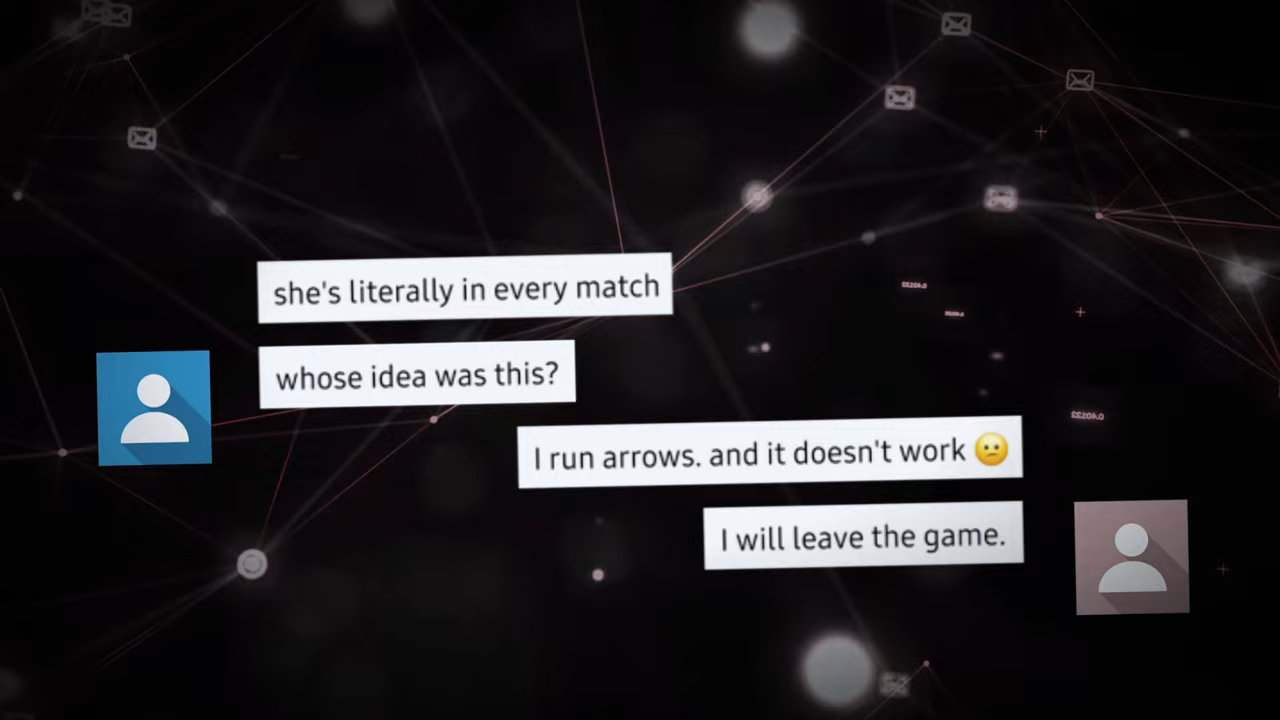 she's literally in every match
whose idea was this?
I run arrows. and it doesn't work 😕
I will leave the game.